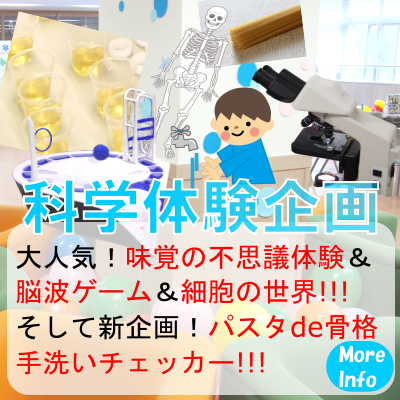 科学体験企画
大人気！味覚の不思議体験＆
脳波ゲーム＆細胞の世界!!!
そして新企画！パスタde骨格
手洗いチェッカー!!!
More
Info